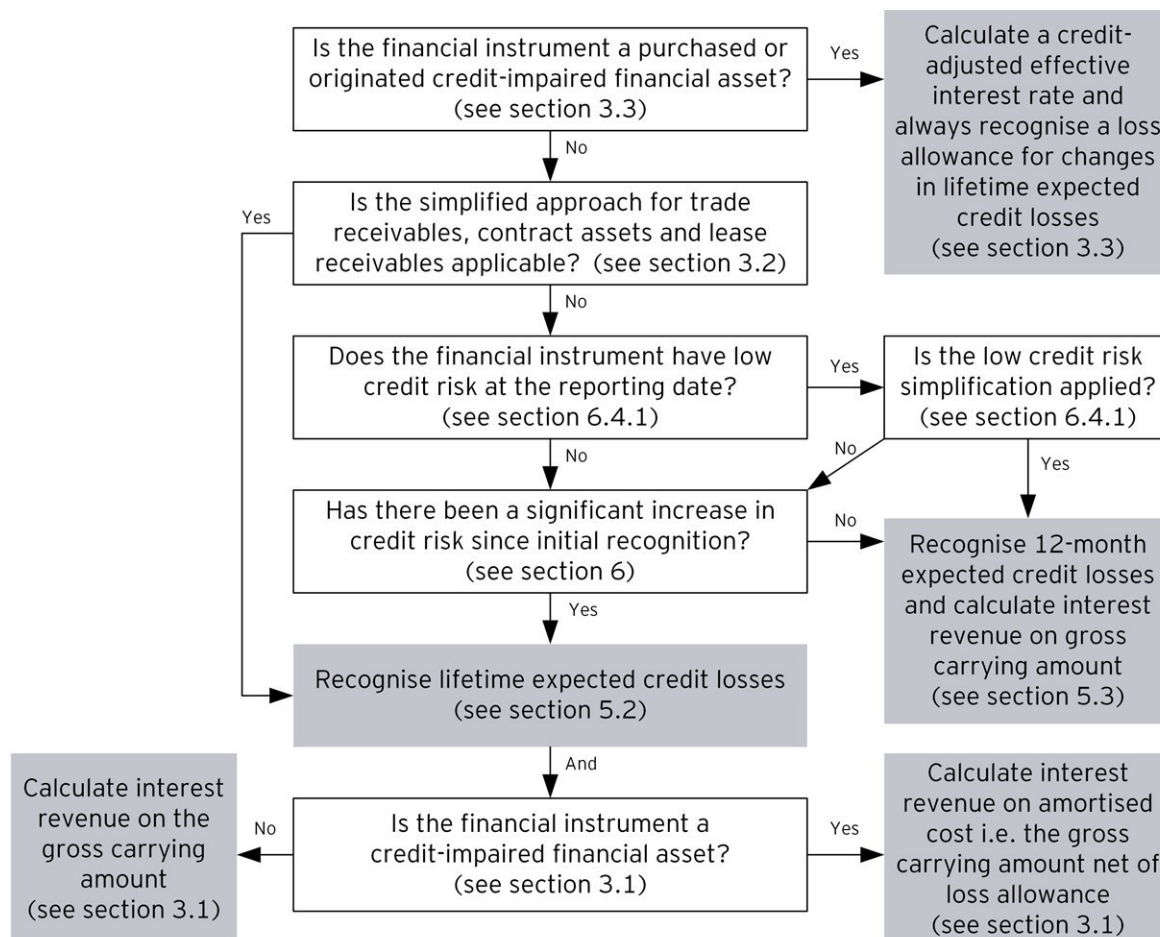 Is the financial instrument a purchased or
originated credit-impaired financial asset?
(see section 3.3)
Yes
Calculate a credit-
adjusted effective
interest rate and
always recognise a loss
allowance for changes
in lifetime expected
credit losses
(see section 3.3)
No
Yes
Is the simplified approach for trade
receivables, contract assets and lease
receivables applicable? (see section 3.2)
No
Does the financial instrument have low
credit risk at the reporting date?
(see section 6.4.1)
Yes
Is the low credit risk
simplification applied?
(see section 6.4.1)
No
No
Yes
Has there been a significant increase in
credit risk since initial recognition?
(see section 6)
No
Recognise 12-month
expected credit losses
and calculate interest
revenue on gross
carrying amount
(see section 5.3)
Yes
Recognise lifetime expected credit losses
(see section 5.2)
And
Calculate interest
revenue on the
gross carrying
amount
(see section 3.1)
No
Is the financial instrument a
credit-impaired financial asset?
(see section 3.1)
Yes
Calculate interest
revenue on amortised
cost i.e. the gross
carrying amount net of
loss allowance
(see section 3.1)